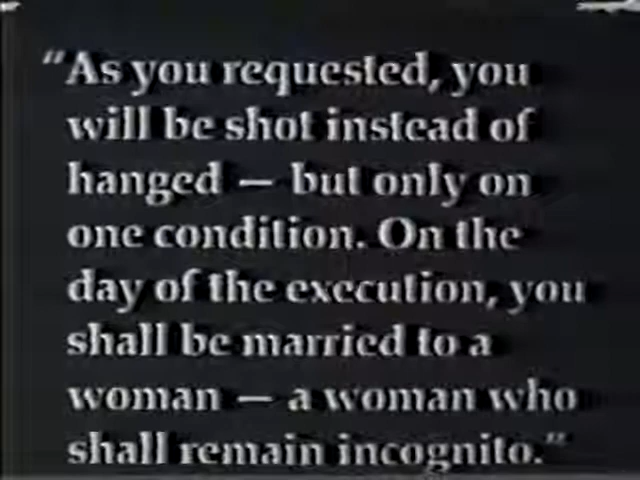 “As you requested, you
will be shot instead of
hanged — but only on
one condition. On the
day of the execution, you
shall be married to a
woman — a woman who
shall remain incognito.”